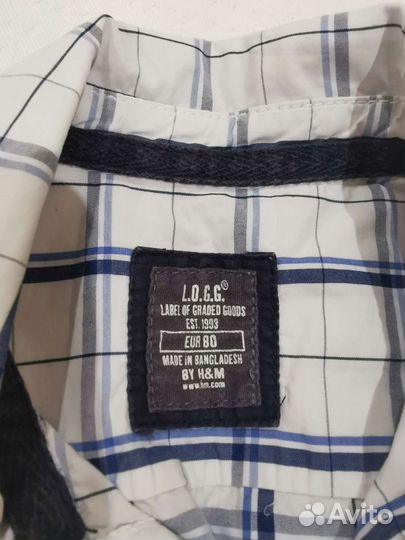 L.O.G.G.®
LABEL OF GRADED GOODS
EST. 1993
EUR 80
MADE IN BANGLADESH
BY H&M
www.hm.com
Avito